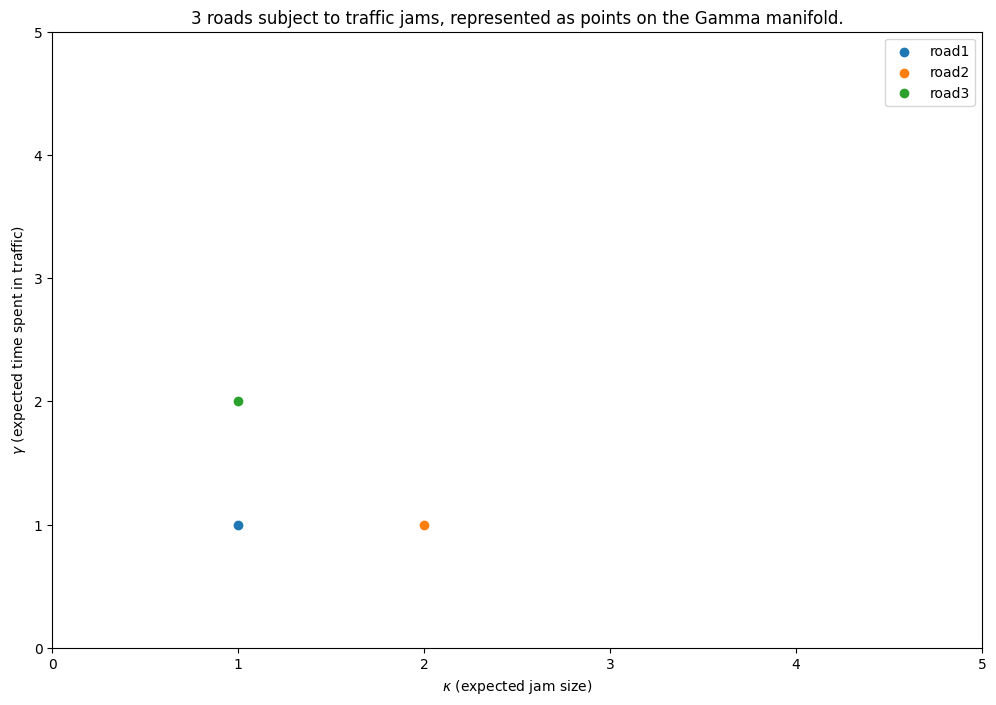 3 roads subject to traffic jams, represented as points on the Gamma manifold.
road1
road2
road3
5
4
3
2
1
0
γ (expected time spent in traffic)
0 1 2 3 4 5
κ (expected jam size)